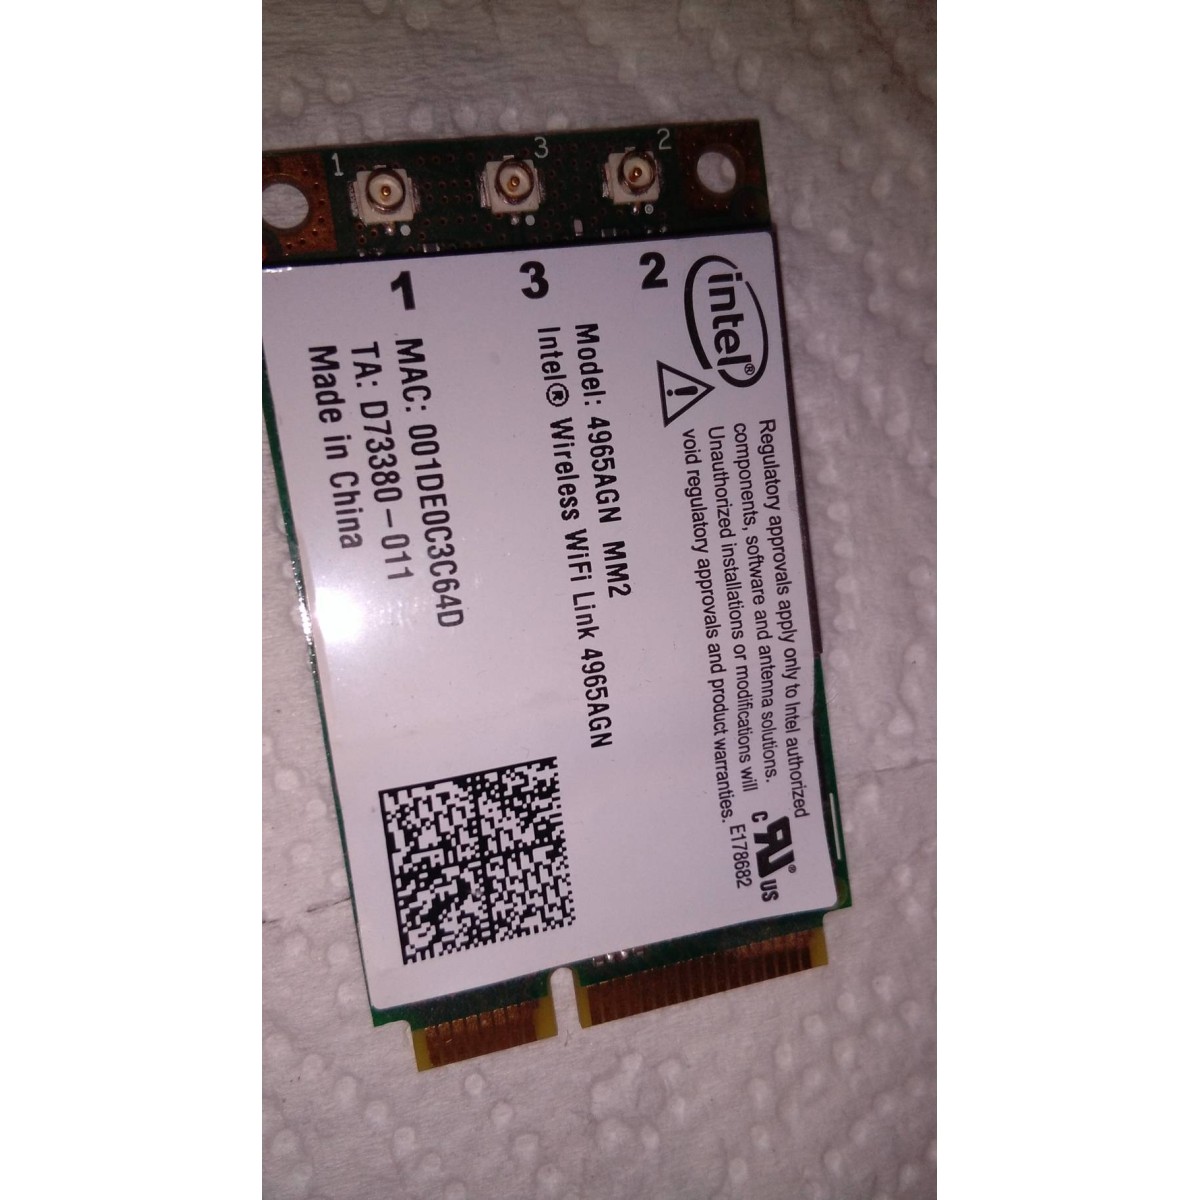 1 3 2
1 3 2
intel®
Regulatory approvals apply only to Intel authorized
components, software and antenna solutions.
Unauthorized installations or modifications will
void regulatory approvals and product warranties.
E178682
c RU ® US
Model: 4965AGN MM2
Intel® Wireless WiFi Link 4965AGN
MAC: 001DE0C3C64D
TA: D73380-011
Made in China